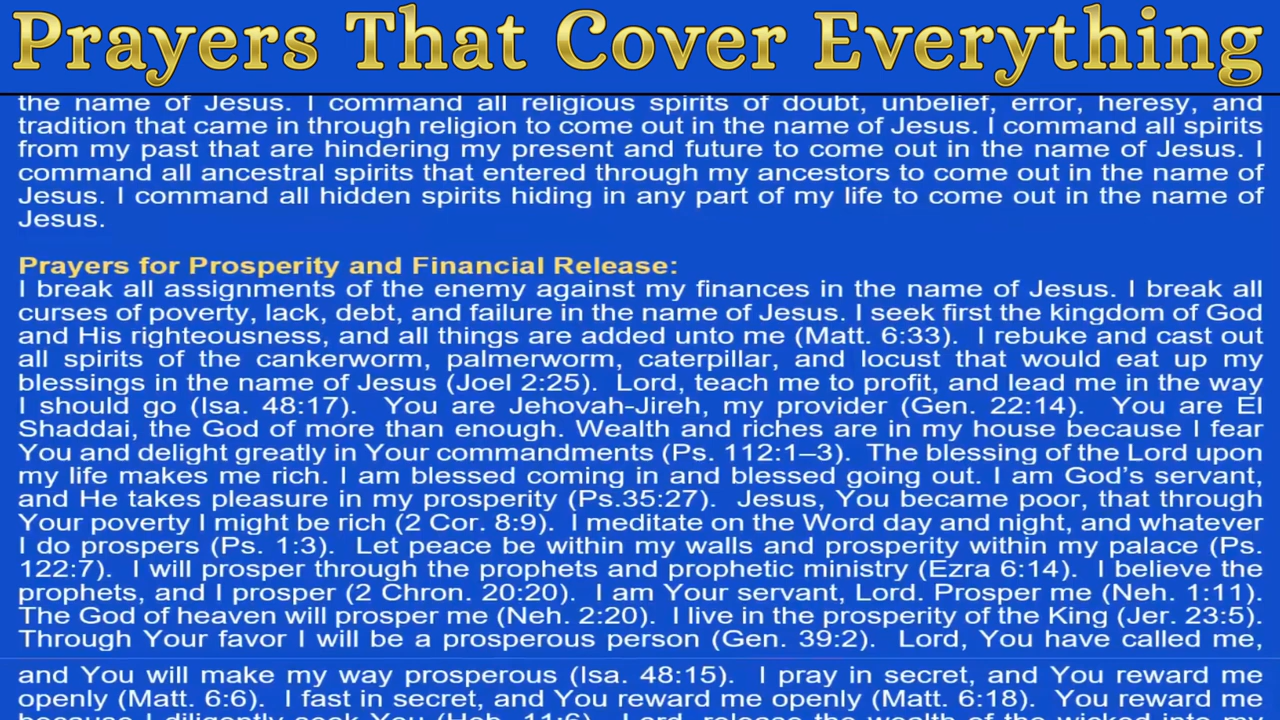 Prayers That Cover Everything
the name of Jesus. I command all religious spirits of doubt, unbelief, error, heresy, and
tradition that came in through religion to come out in the name of Jesus. I command all spirits
from my past that are hindering my present and future to come out in the name of Jesus. I
command all ancestral spirits that entered through my ancestors to come out in the name of
Jesus. I command all hidden spirits hiding in any part of my life to come out in the name of
Jesus.
Prayers for Prosperity and Financial Release:
I break all assignments of the enemy against my finances in the name of Jesus. I break all
curses of poverty, lack, debt, and failure in the name of Jesus. I seek first the kingdom of God
and His righteousness, and all things are added unto me (Matt. 6:33).  I rebuke and cast out
all spirits of the cankerworm, palmerworm, caterpillar, and locust that would eat up my
blessings in the name of Jesus (Joel 2:25).  Lord, teach me to profit, and lead me in the way
I should go (Isa. 48:17).  You are Jehovah-Jireh, my provider (Gen. 22:14).  You are El
Shaddai, the God of more than enough. Wealth and riches are in my house because I fear
You and delight greatly in Your commandments (Ps. 112:1–3).  The blessing of the Lord upon
my life makes me rich. I am blessed coming in and blessed going out. I am God’s servant,
and He takes pleasure in my prosperity (Ps.35:27).  Jesus, You became poor, that through
Your poverty I might be rich (2 Cor. 8:9).  I meditate on the Word day and night, and whatever
I do prospers (Ps. 1:3).  Let peace be within my walls and prosperity within my palace (Ps.
122:7).  I will prosper through the prophets and prophetic ministry (Ezra 6:14).  I believe the
prophets, and I prosper (2 Chron. 20:20).  I am Your servant, Lord. Prosper me (Neh. 1:11).
The God of heaven will prosper me (Neh. 2:20).  I live in the prosperity of the King (Jer. 23:5).
Through Your favor I will be a prosperous person (Gen. 39:2).  Lord, You have called me,
and You will make my way prosperous (Isa. 48:15).  I pray in secret, and You reward me
openly (Matt. 6:6).  I fast in secret, and You reward me openly (Matt. 6:18).  You reward me
because I diligently seek You (Heb. 11:6).  Lord, release the wealth of the wicked into my